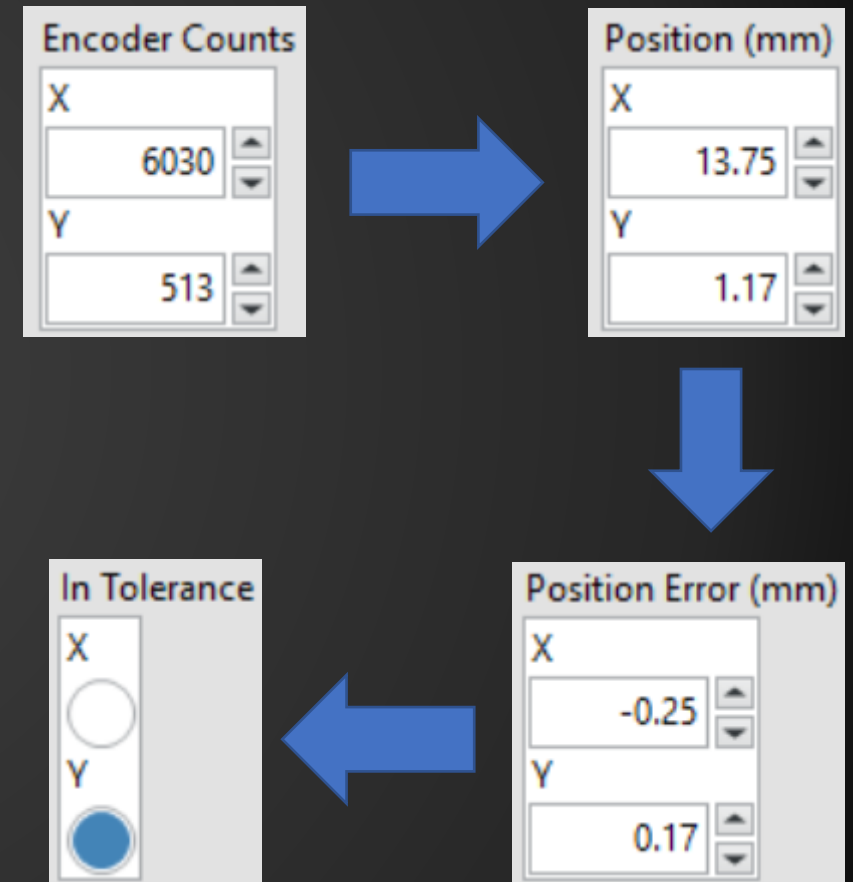 Encoder Counts
X
6030
Y
513
Position (mm)
X
13.75
Y
1.17
Position Error (mm)
X
-0.25
Y
0.17
In Tolerance
X
Y